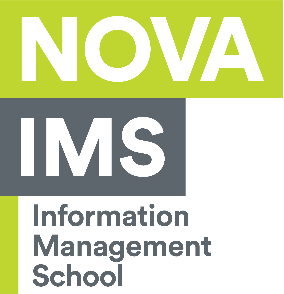 NOVA
IMS
Information
Management
School